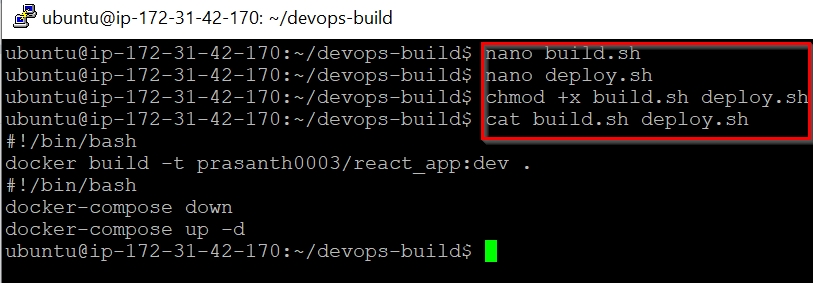 ubuntu@ip-172-31-42-170: ~/devops-build
ubuntu@ip-172-31-42-170:~/devops-build$ nano build.sh
ubuntu@ip-172-31-42-170:~/devops-build$ nano deploy.sh
ubuntu@ip-172-31-42-170:~/devops-build$ chmod +x build.sh deploy.sh
ubuntu@ip-172-31-42-170:~/devops-build$ cat build.sh deploy.sh
#!/bin/bash
docker build -t prasanth0003/react_app:dev .
#!/bin/bash
docker-compose down
docker-compose up -d
ubuntu@ip-172-31-42-170:~/devops-build$